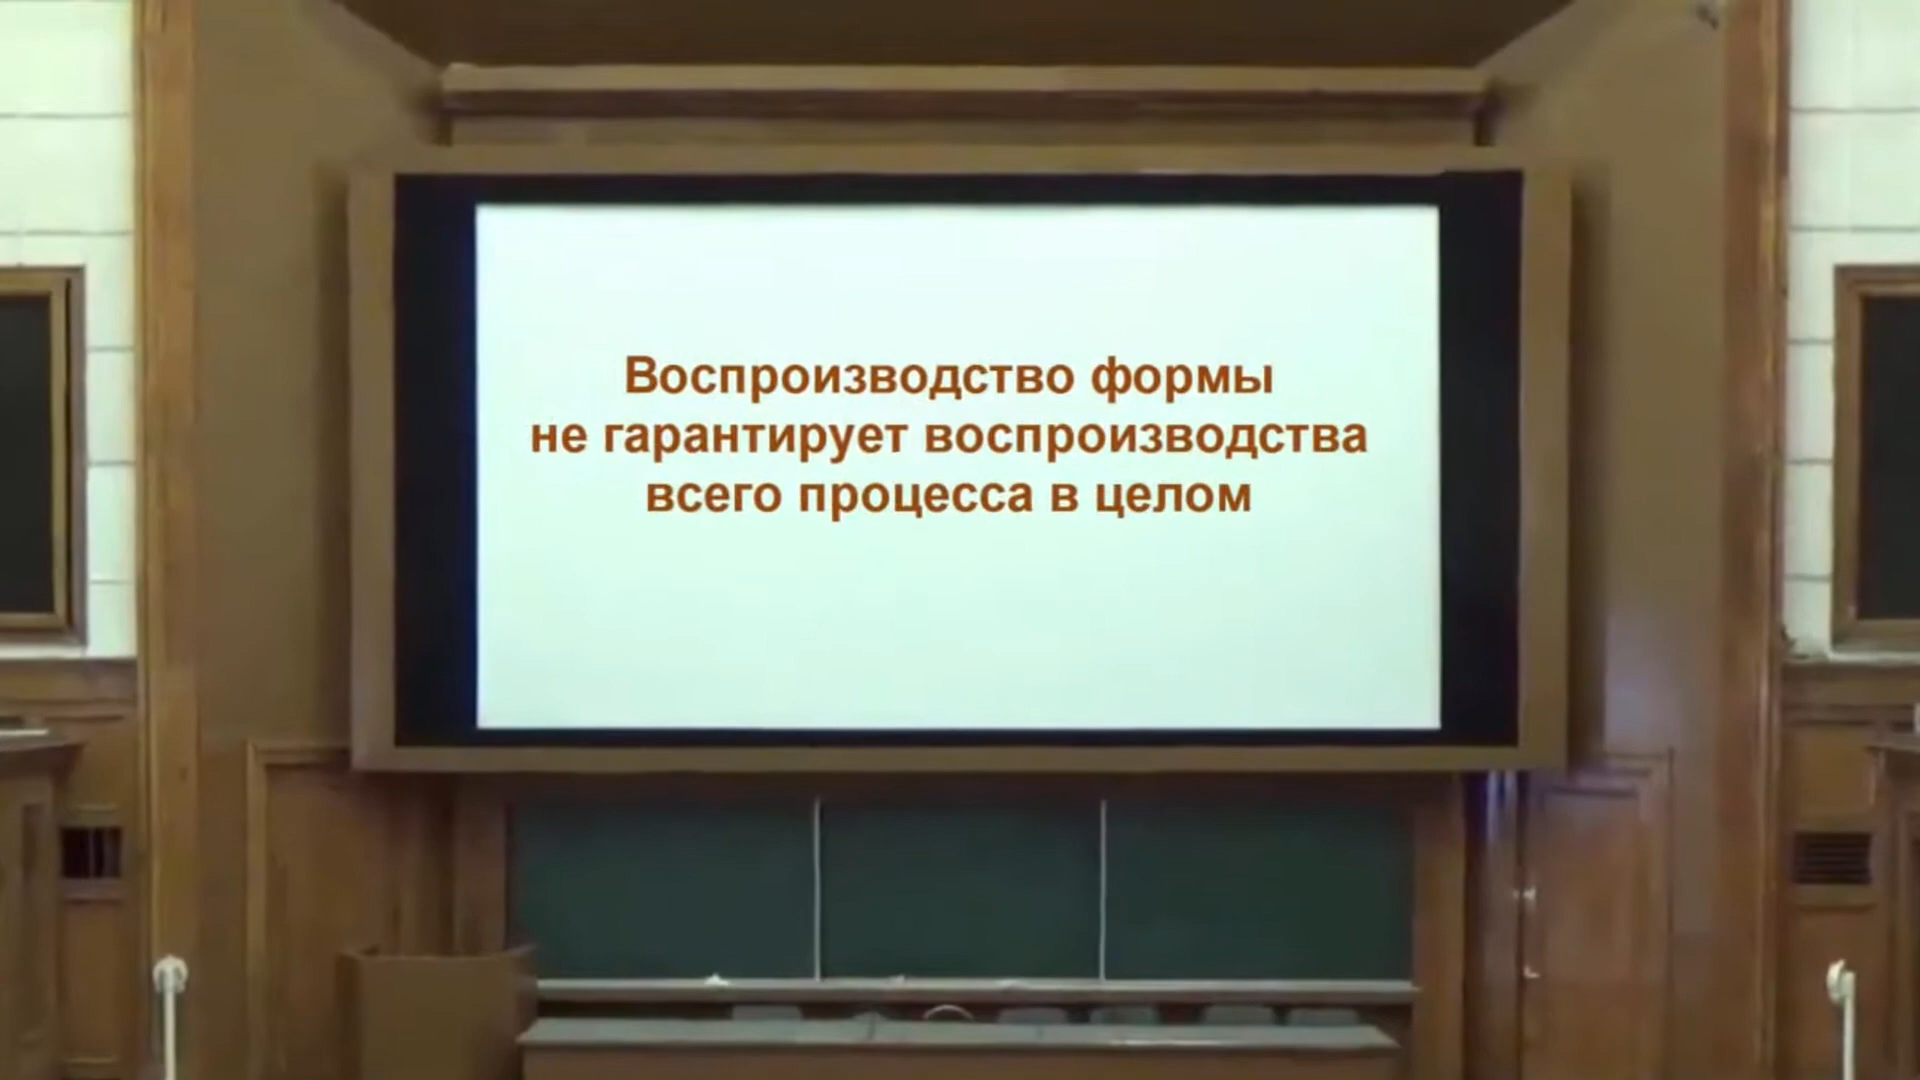 Воспроизводство формы
не гарантирует воспроизводства
всего процесса в целом